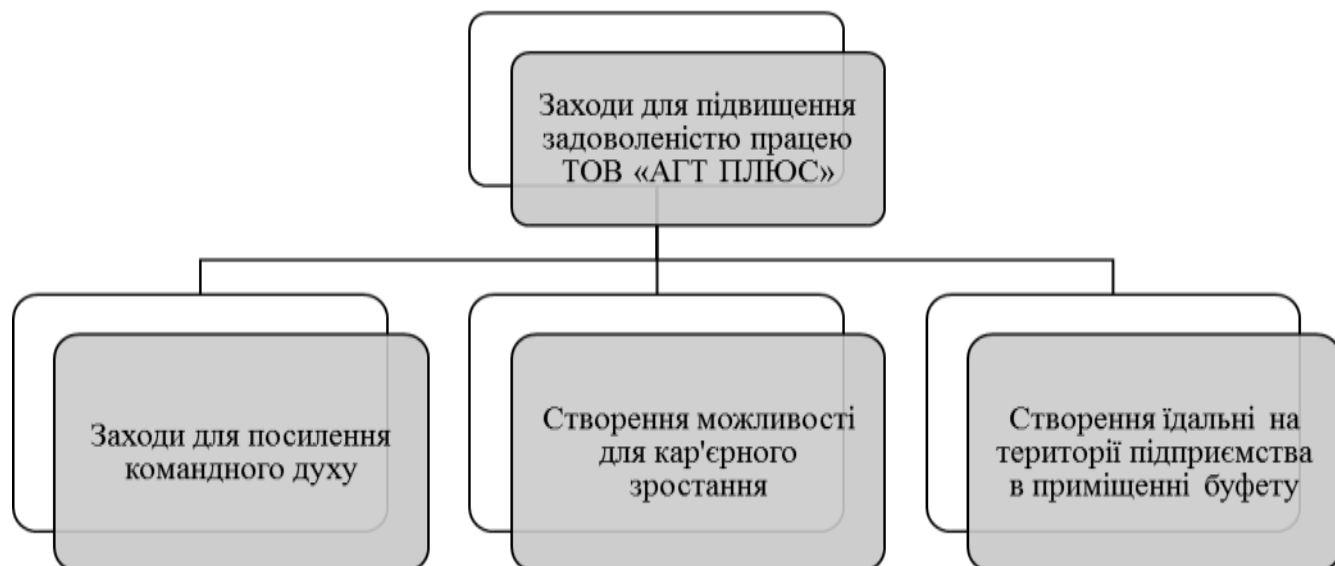 Заходи для підвищення
задоволеністю працею
ТОВ «АГТ ПЛЮС»
Заходи для посилення
командного духу
Створення можливості
для кар'єрного
зростання
Створення їдальні на
території підприємства
в приміщенні буфету